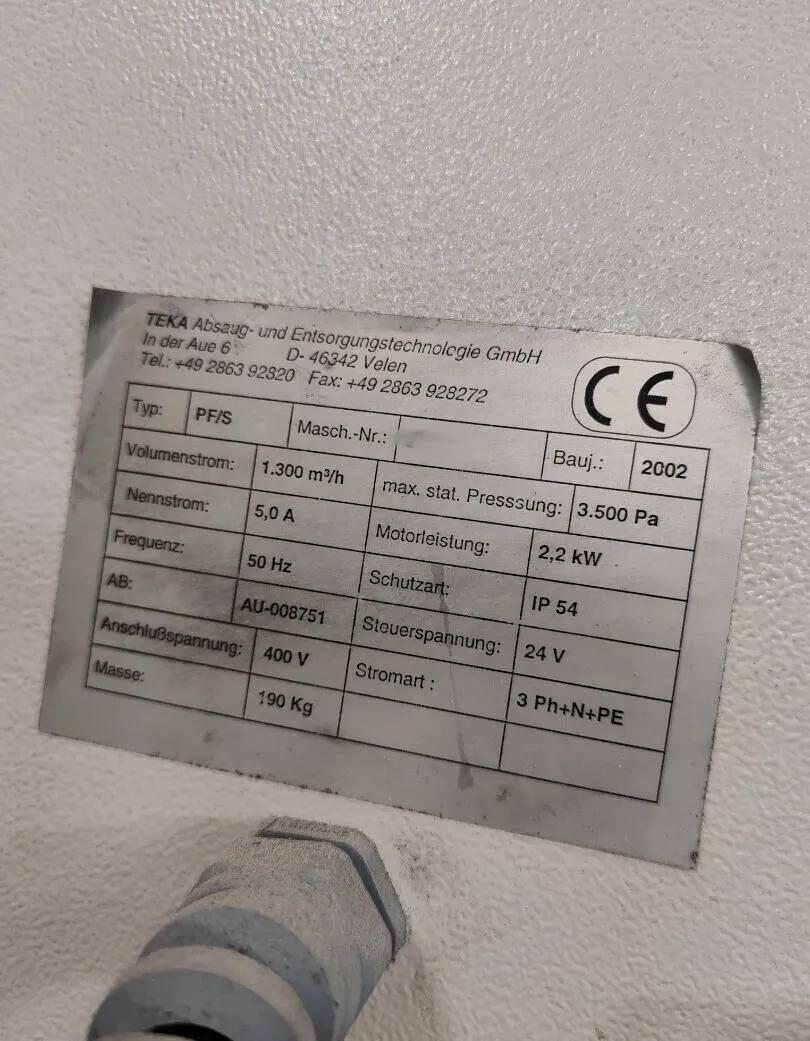 TEKA Absaug- und Entsorgungstechnologie GmbH
In der Aue 6 D- 46342 Velen
Tel.: +49 2863 92820 Fax: +49 2863 928272
CE
Typ: PF/S Masch.-Nr.: Bauj.: 2002
Volumenstrom: 1.300 m³/h max. stat. Presssung: 3.500 Pa
Nennstrom: 5,0 A Motorleistung: 2,2 kW
Frequenz: 50 Hz Schutzart: IP 54
AB: AU-008751 Steuerspannung: 24 V
Anschlußspannung: 400 V Stromart : 3 Ph+N+PE
Masse: 190 Kg